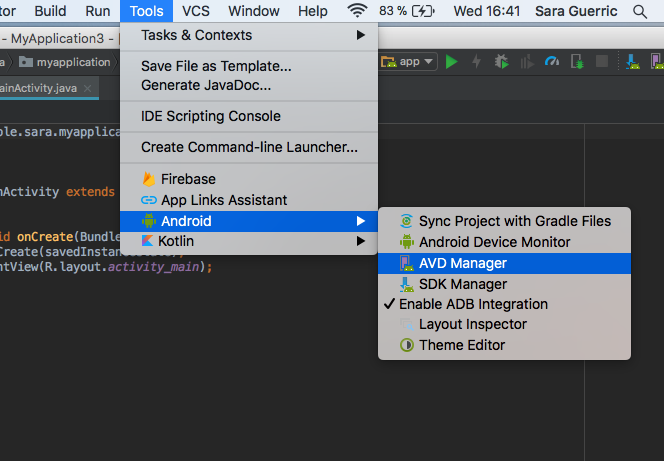 tor Build Run Tools VCS Window Help 83 % Wed 16:41 Sara Guerric
- MyApplication3 -
a myapplication app
ainActivity.java
Tasks & Contexts
Save File as Template...
Generate JavaDoc...
IDE Scripting Console
Create Command-line Launcher...
Firebase
App Links Assistant
Android
Kotlin
Sync Project with Gradle Files
Android Device Monitor
AVD Manager
SDK Manager
✓ Enable ADB Integration
Layout Inspector
Theme Editor
ple.sara.myapplica
nActivity extends
id onCreate(Bundle
Create(savedInstanceState);
ntView(R.layout.activity_main);